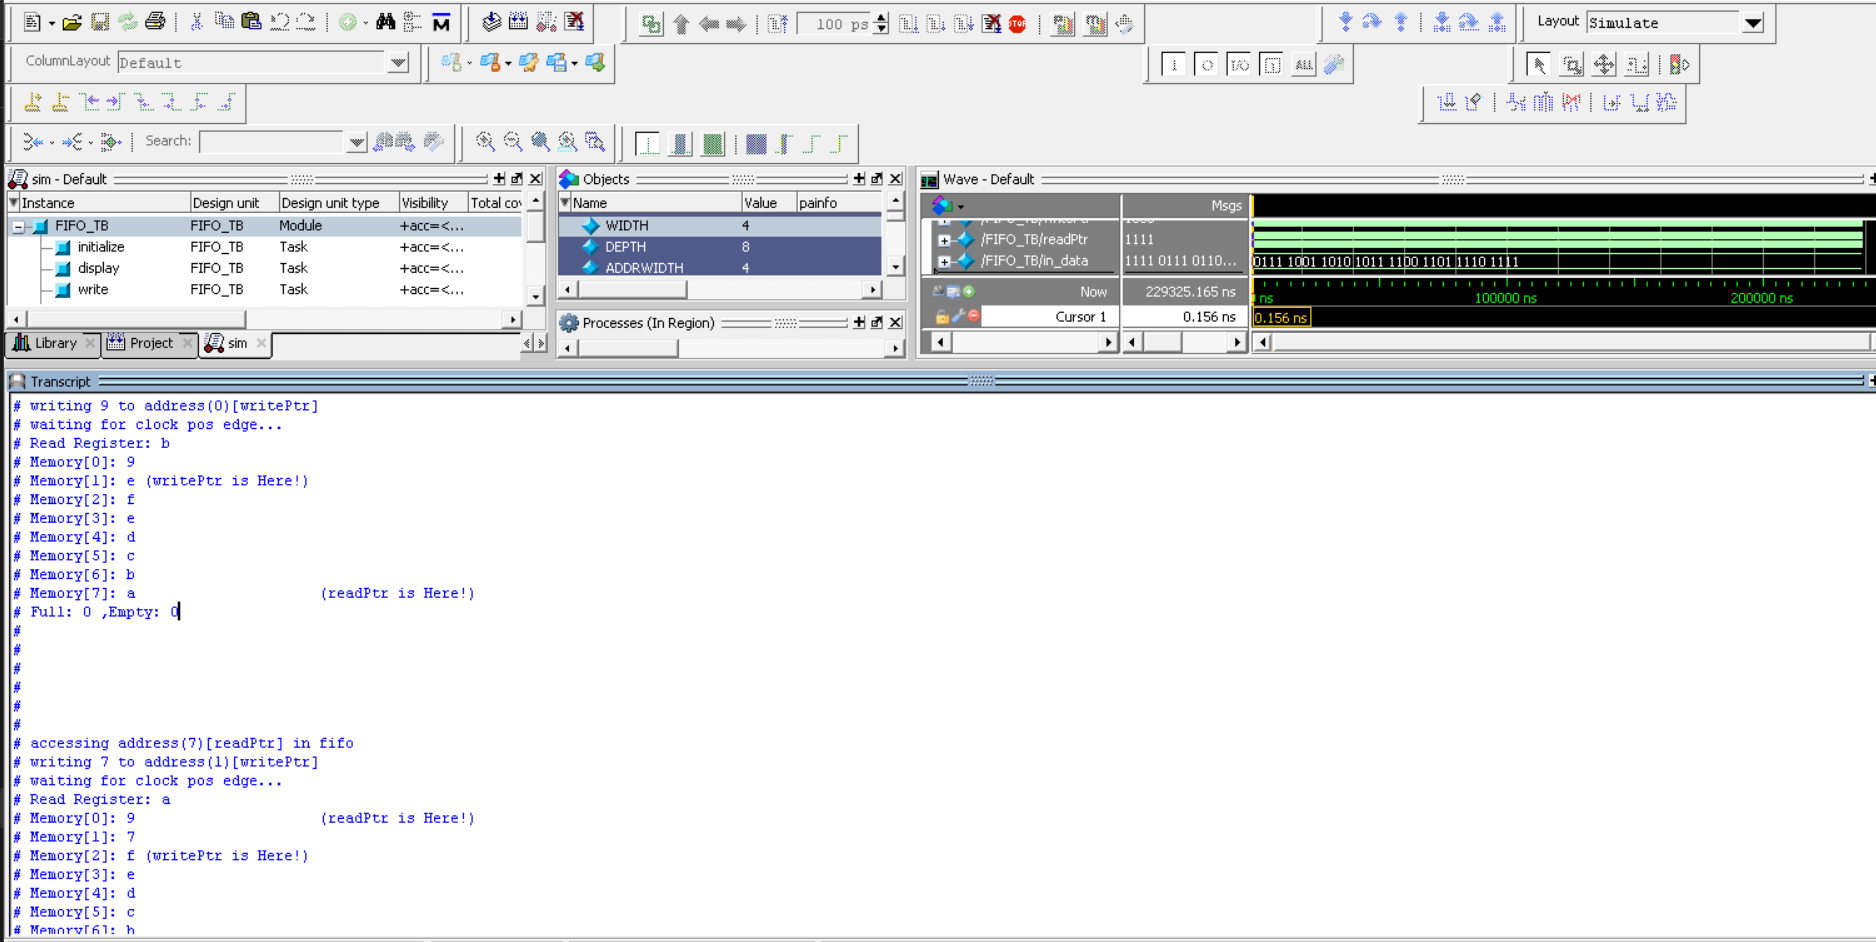 100 ps
Layout Simulate
ColumnLayout Default
I O I/O ALL
Search:
sim - Default
Instance Design unit Design unit type Visibility Total cov
FIFO_TB FIFO_TB Module +acc=<...
initialize FIFO_TB Task +acc=<...
display FIFO_TB Task +acc=<...
write FIFO_TB Task +acc=<...
Library Project sim
Objects
Name Value painfo
WIDTH 4
DEPTH 8
ADDRWIDTH 4
Processes (In Region)
Wave - Default
Msgs
/FIFO_TB/readPtr 1111
/FIFO_TB/in_data 1111 0111 0110... 0111 1001 1010 1011 1100 1101 1110 1111
Now 229325.165 ns ns 100000 ns 200000 ns
Cursor 1 0.156 ns 0.156 ns
Transcript
# writing 9 to address(0)[writePtr]
# waiting for clock pos edge...
# Read Register: b
# Memory[0]: 9
# Memory[1]: e (writePtr is Here!)
# Memory[2]: f
# Memory[3]: e
# Memory[4]: d
# Memory[5]: c
# Memory[6]: b
# Memory[7]: a (readPtr is Here!)
# Full: 0 ,Empty: 0
#
#
#
#
#
#
# accessing address(7)[readPtr] in fifo
# writing 7 to address(1)[writePtr]
# waiting for clock pos edge...
# Read Register: a
# Memory[0]: 9 (readPtr is Here!)
# Memory[1]: 7
# Memory[2]: f (writePtr is Here!)
# Memory[3]: e
# Memory[4]: d
# Memory[5]: c
# Memory[6]: b